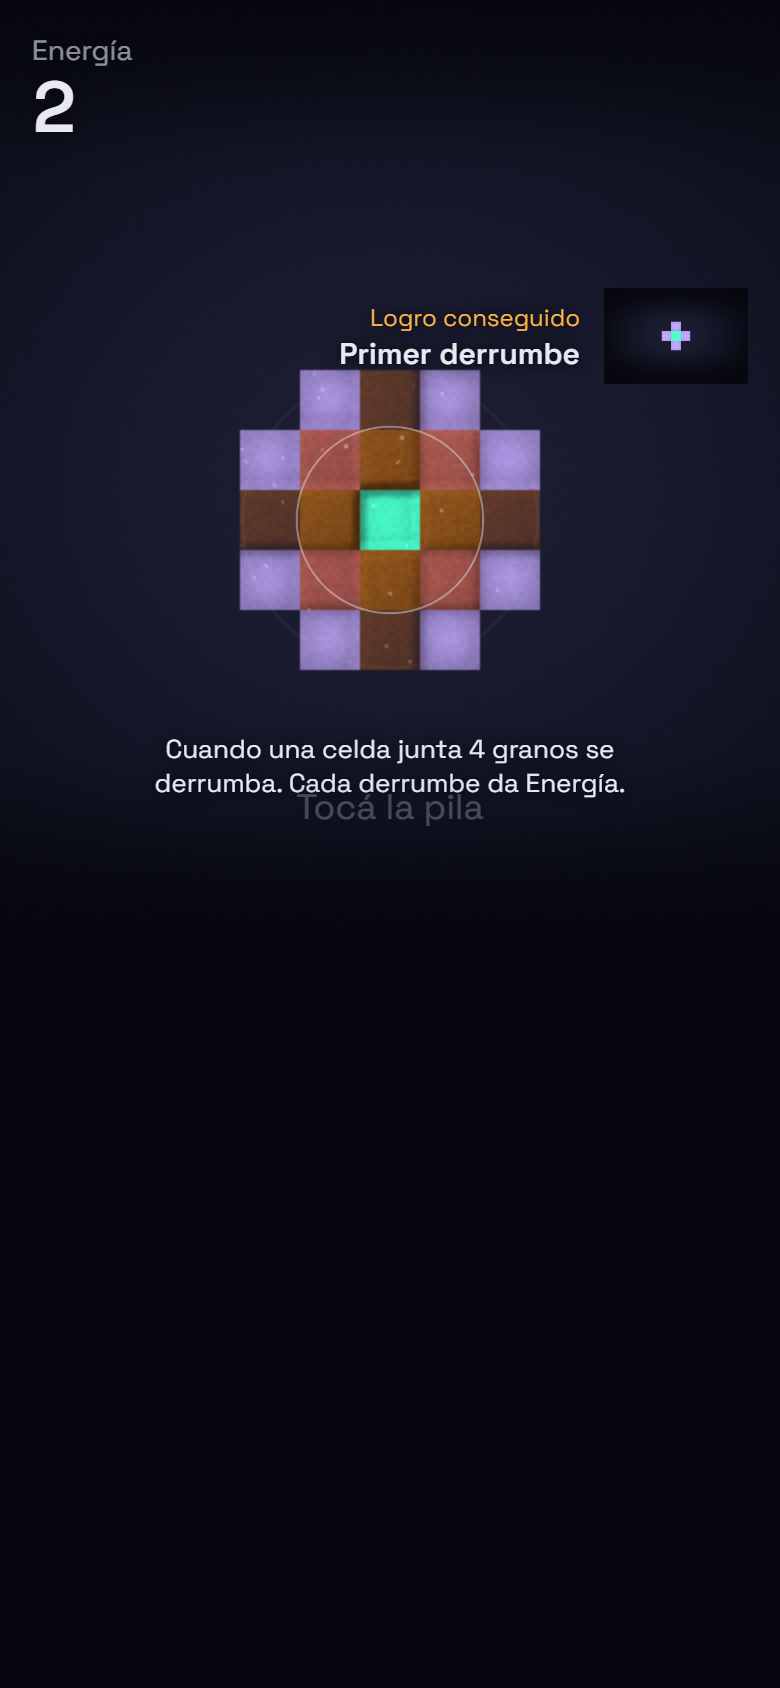 Energía
2
Logro conseguido
Primer derrumbe
Cuando una celda junta 4 granos se
derrumba. Cada derrumbe da Energía.
Tocá la pila